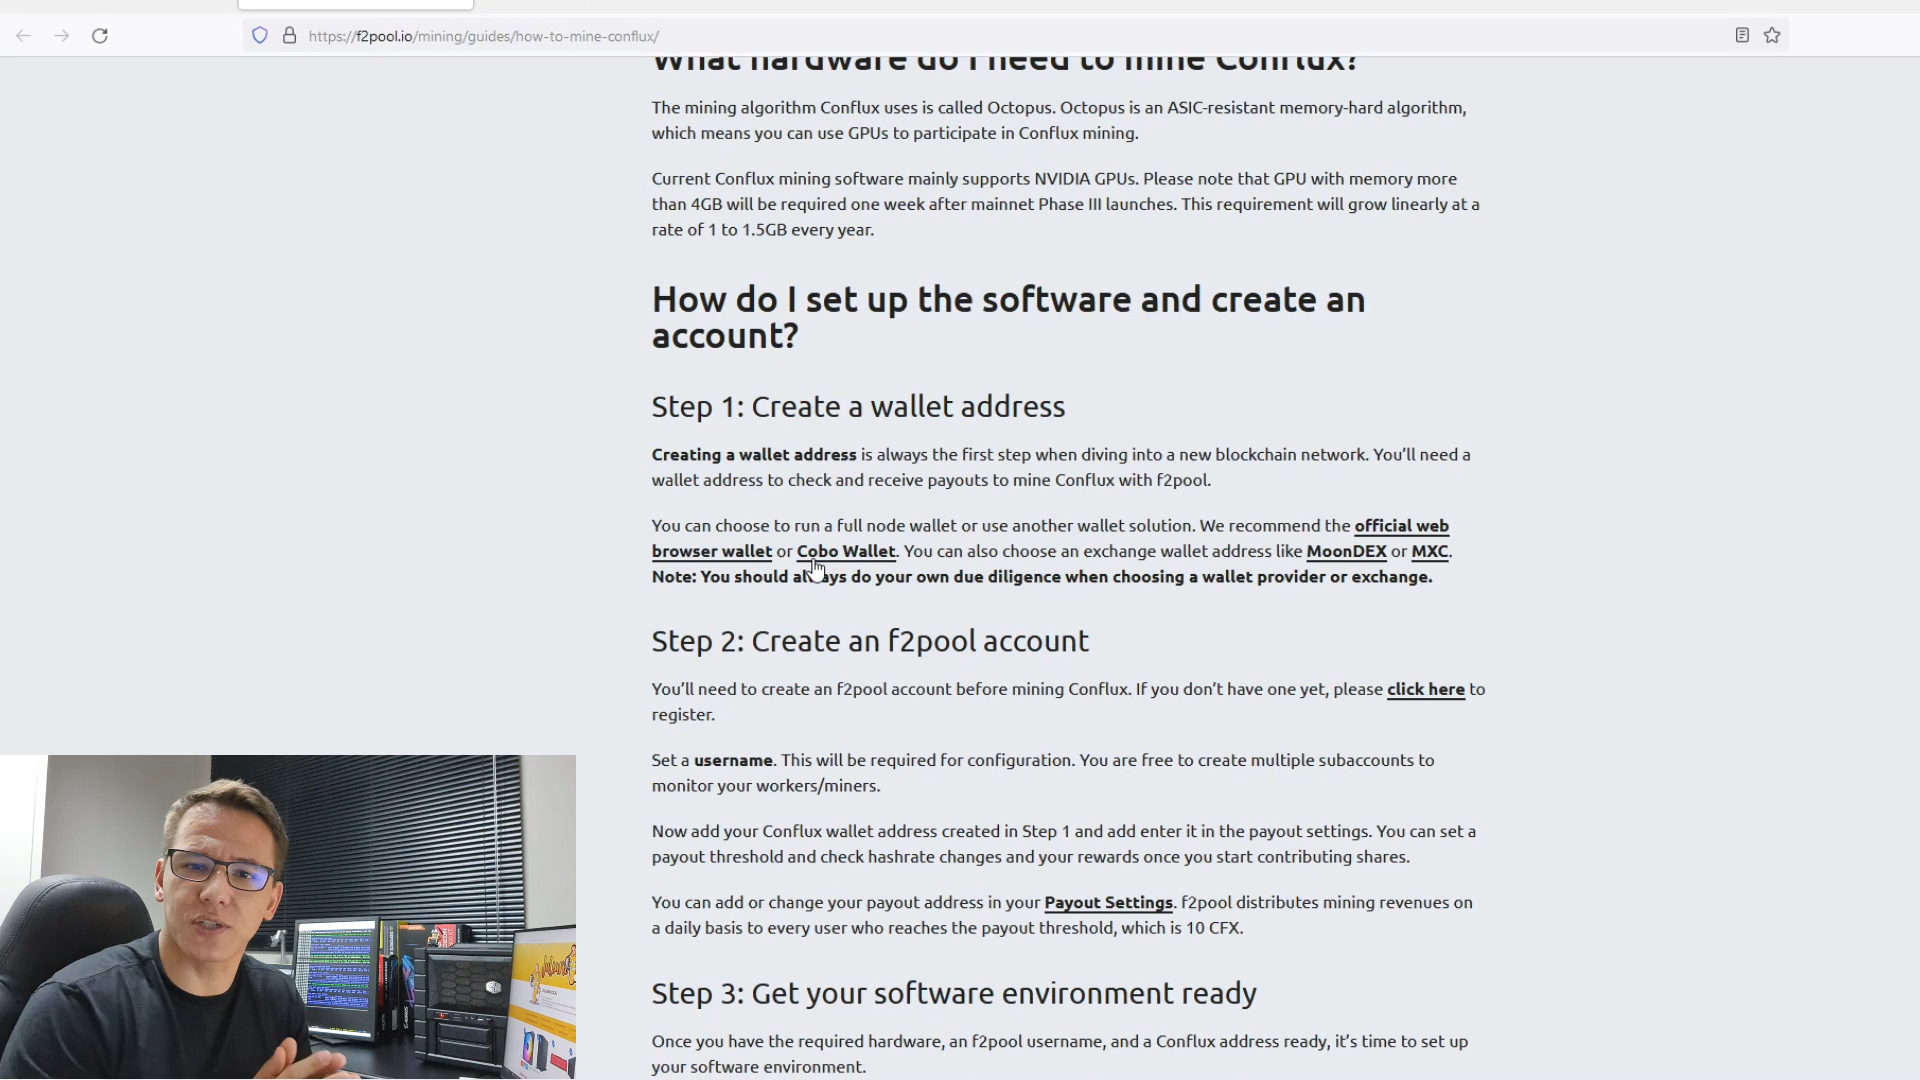 https://f2pool.io/mining/guides/how-to-mine-conflux/
What hardware do I need to mine Conflux?
The mining algorithm Conflux uses is called Octopus. Octopus is an ASIC-resistant memory-hard algorithm,
which means you can use GPUs to participate in Conflux mining.
Current Conflux mining software mainly supports NVIDIA GPUs. Please note that GPU with memory more
than 4GB will be required one week after mainnet Phase III launches. This requirement will grow linearly at a
rate of 1 to 1.5GB every year.
How do I set up the software and create an
account?
Step 1: Create a wallet address
Creating a wallet address is always the first step when diving into a new blockchain network. You’ll need a
wallet address to check and receive payouts to mine Conflux with f2pool.
You can choose to run a full node wallet or use another wallet solution. We recommend the official web
browser wallet or Cobo Wallet. You can also choose an exchange wallet address like MoonDEX or MXC.
Note: You should always do your own due diligence when choosing a wallet provider or exchange.
Step 2: Create an f2pool account
You’ll need to create an f2pool account before mining Conflux. If you don’t have one yet, please click here to
register.
Set a username. This will be required for configuration. You are free to create multiple subaccounts to
monitor your workers/miners.
Now add your Conflux wallet address created in Step 1 and add enter it in the payout settings. You can set a
payout threshold and check hashrate changes and your rewards once you start contributing shares.
You can add or change your payout address in your Payout Settings. f2pool distributes mining revenues on
a daily basis to every user who reaches the payout threshold, which is 10 CFX.
Step 3: Get your software environment ready
Once you have the required hardware, an f2pool username, and a Conflux address ready, it’s time to set up
your software environment.